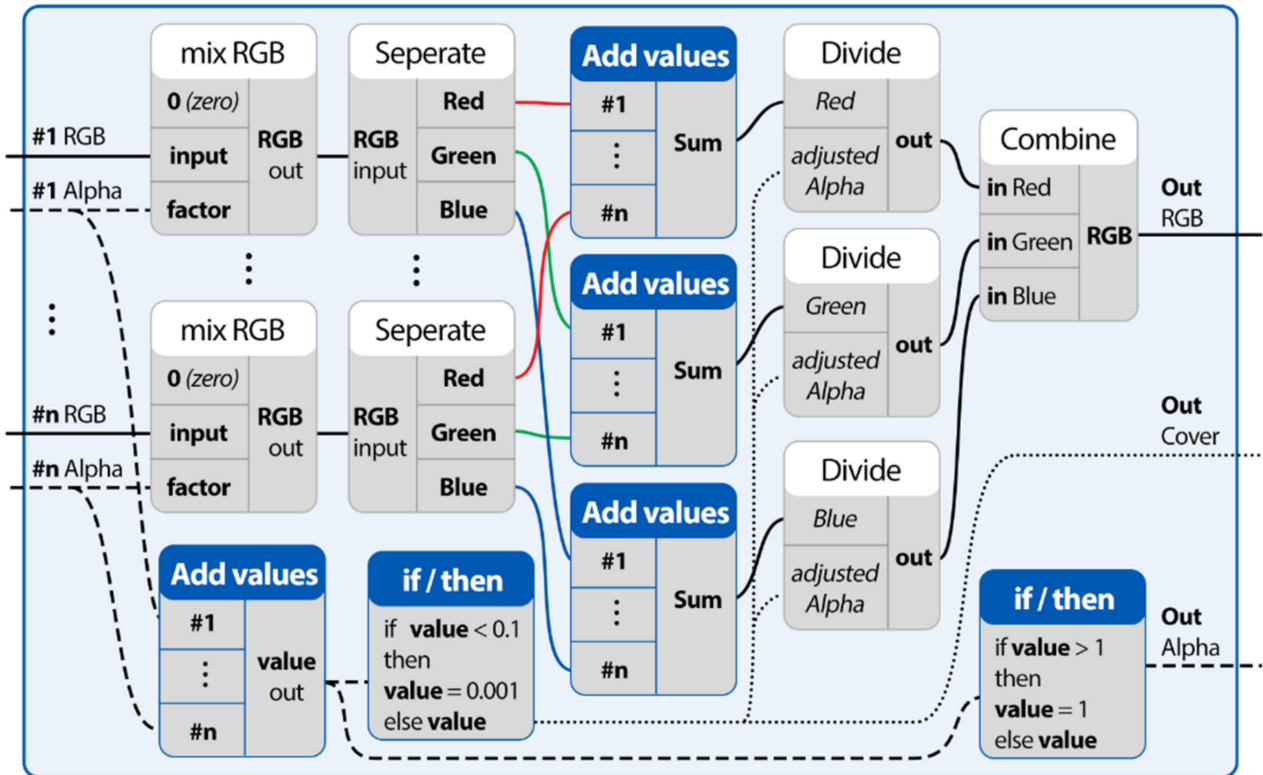 #1 RGB
#1 Alpha
⋮
#n RGB
#n Alpha
mix RGB
0 (zero)
input
factor
RGB
out
⋮
mix RGB
0 (zero)
input
factor
RGB
out
Seperate
RGB
input
Red
Green
Blue
⋮
Seperate
RGB
input
Red
Green
Blue
Add values
#1
⋮
#n
Sum
Add values
#1
⋮
#n
Sum
Add values
#1
⋮
#n
Sum
Divide
Red
adjusted
Alpha
out
Divide
Green
adjusted
Alpha
out
Divide
Blue
adjusted
Alpha
out
Combine
in Red
in Green
in Blue
RGB
Out
RGB
Out
Cover
Out
Alpha
Add values
#1
⋮
#n
value
out
if / then
if value < 0.1
then
value = 0.001
else value
if / then
if value > 1
then
value = 1
else value